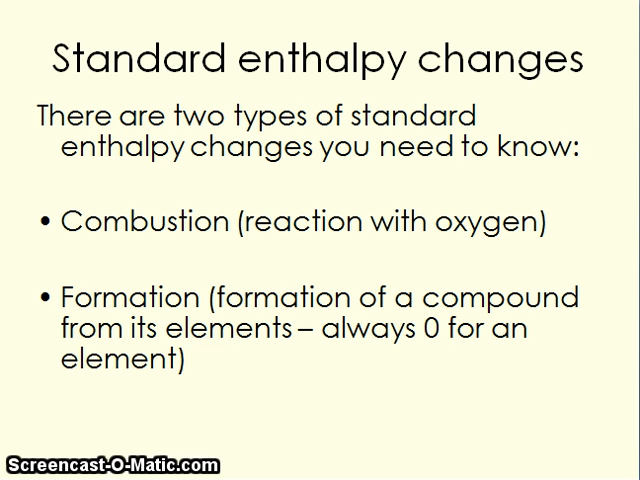 Standard enthalpy changes
There are two types of standard
enthalpy changes you need to know:
• Combustion (reaction with oxygen)
• Formation (formation of a compound
from its elements – always 0 for an
element)
Screencast-O-Matic.com